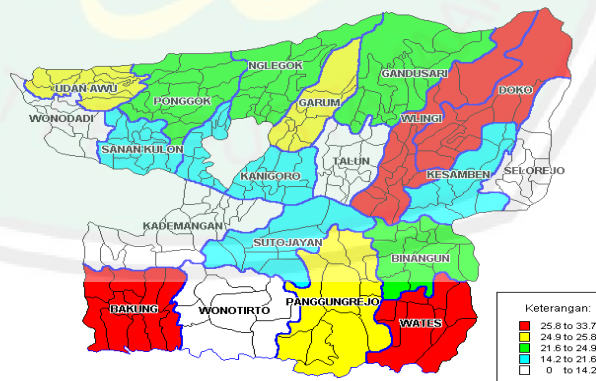 NGLEGOK
GANDUSARI
UDAN AWU
PONGGOK
GARUM
DOKO
WONODADI
WLINGI
SANAN KULON
TALUN
KANIGORO
KESAMBEN
SELOREJO
KADEMANGAN
SUTOJAYAN
BINANGUN
BAKUNG
WONOTIRTO
PANGGUNGREJO
WATES
Keterangan:
25.8 to 33.7
24.9 to 25.8
21.6 to 24.9
14.2 to 21.6
0 to 14.2